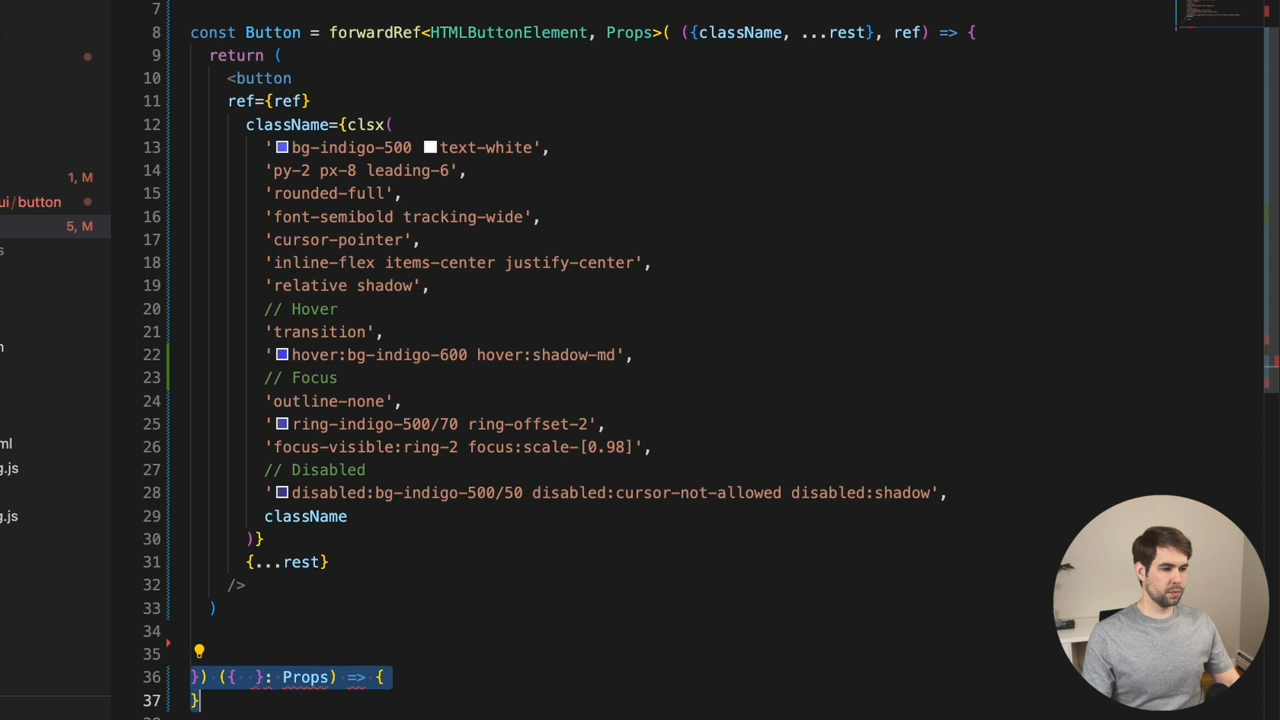 7
8 const Button = forwardRef<HTMLButtonElement, Props>( ({className, ...rest}, ref) => {
9 return (
10 <button
11 ref={ref}
12 className={clsx(
13 'bg-indigo-500 text-white',
1, M 14 'py-2 px-8 leading-6',
ui/button 15 'rounded-full',
5, M 16 'font-semibold tracking-wide',
s 17 'cursor-pointer',
18 'inline-flex items-center justify-center',
19 'relative shadow',
20 // Hover
21 'transition',
22 'hover:bg-indigo-600 hover:shadow-md',
23 // Focus
24 'outline-none',
25 'ring-indigo-500/70 ring-offset-2',
ml 26 'focus-visible:ring-2 focus:scale-[0.98]',
g.js 27 // Disabled
28 'disabled:bg-indigo-500/50 disabled:cursor-not-allowed disabled:shadow',
g.js 29 className
30 )}
31 {...rest}
32 />
33 )
34
35
36 }) ({ }: Props) => {
37 }